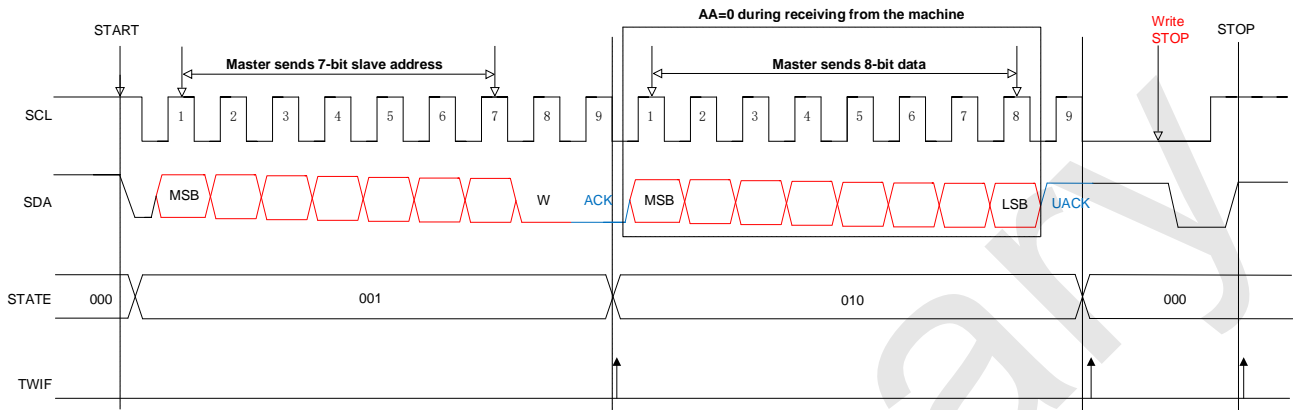 AA=0 during receiving from the machine
START
Write
STOP
STOP
Master sends 7-bit slave address
Master sends 8-bit data
SCL
1 2 3 4 5 6 7 8 9 1 2 3 4 5 6 7 8 9
SDA
MSB
W
ACK
MSB
LSB
UACK
STATE
000
001
010
000
TWIF